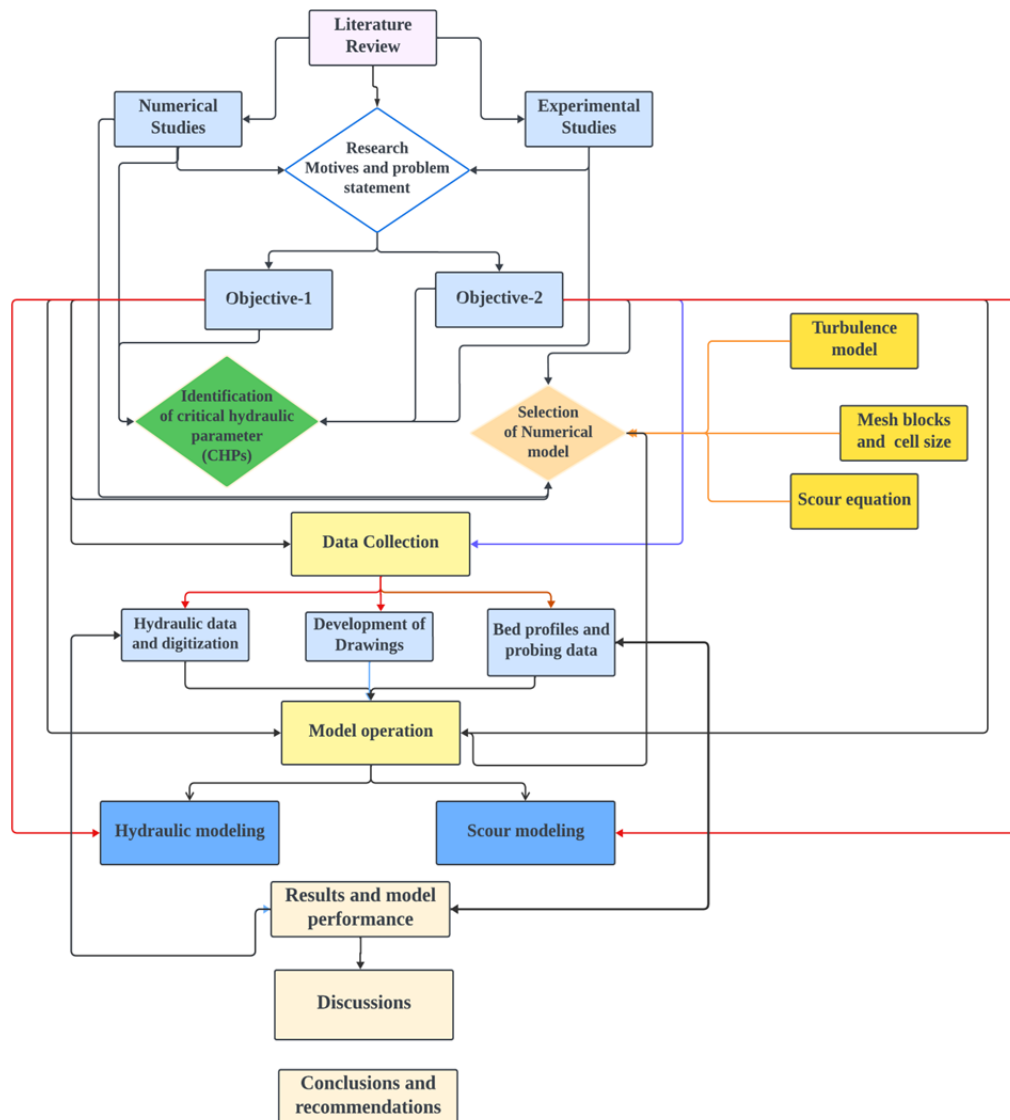 Literature
Review
Numerical
Studies
Experimental
Studies
Research
Motives and problem
statement
Objective-1
Objective-2
Turbulence
model
Identification
of critical hydraulic
parameter
(CHPs)
Selection
of Numerical
model
Mesh blocks
and cell size
Scour equation
Data Collection
Hydraulic data
and digitization
Development of
Drawings
Bed profiles and
probing data
Model operation
Hydraulic modeling
Scour modeling
Results and model
performance
Discussions
Conclusions and
recommendations